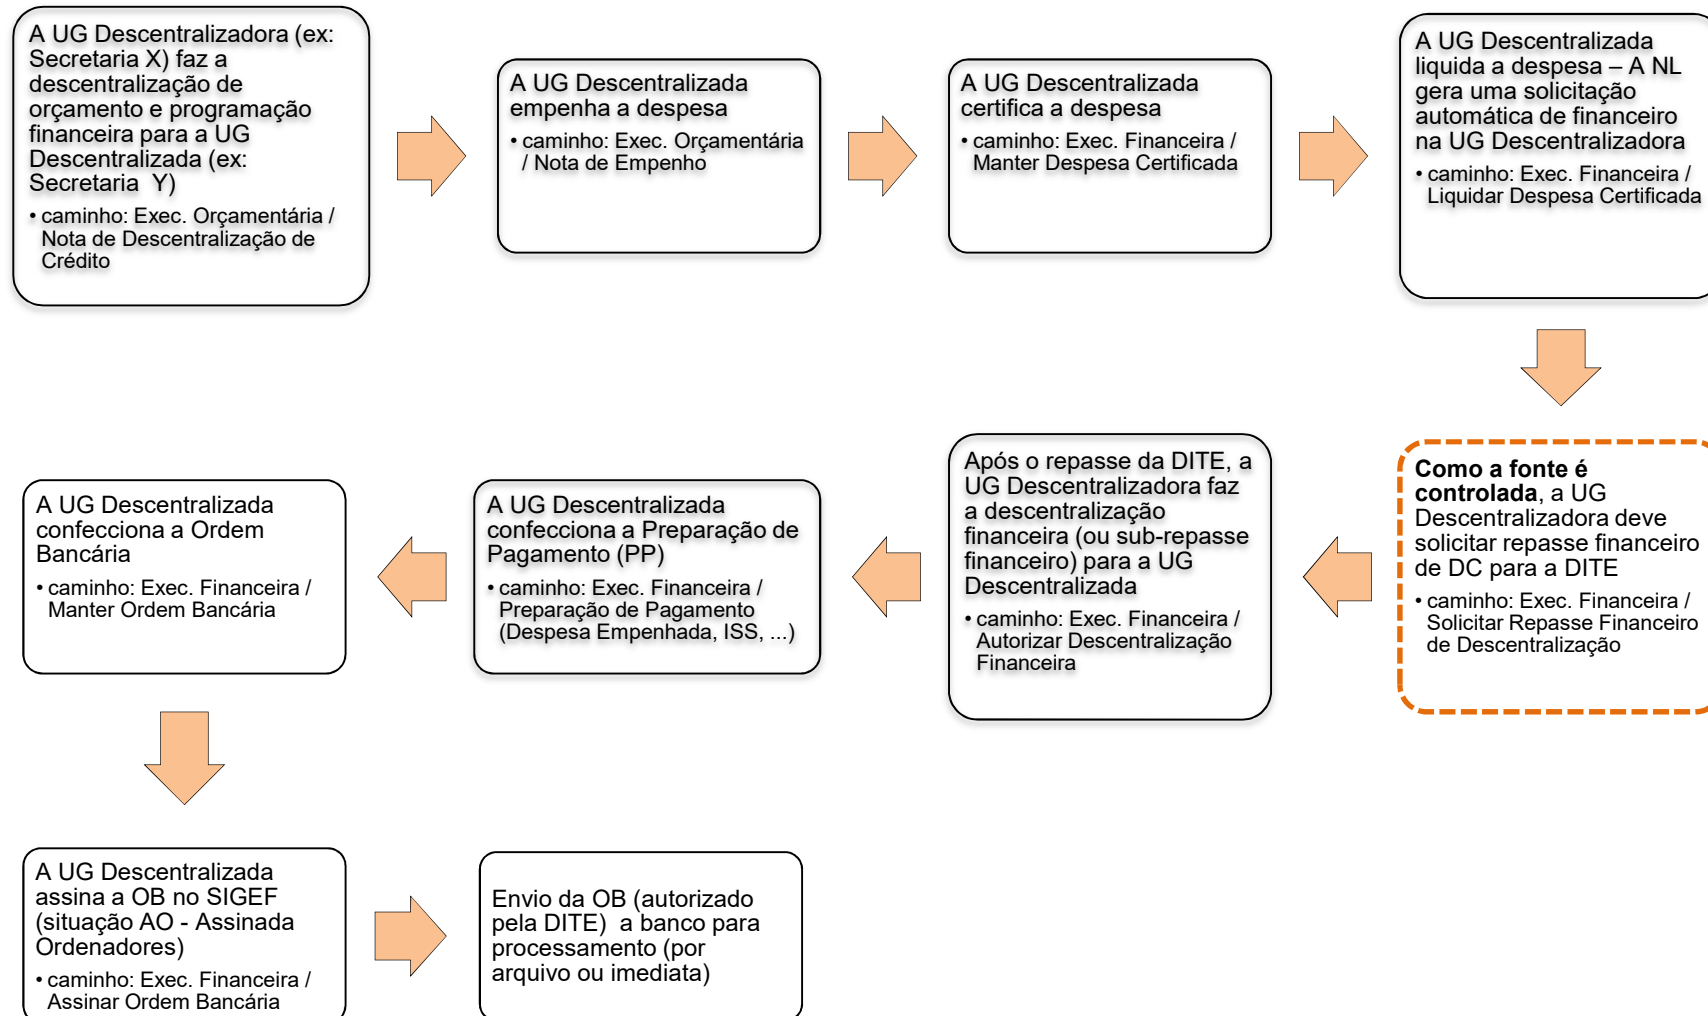 A UG Descentralizadora (ex:
Secretaria X) faz a
descentralização de
orçamento e programação
financeira para a UG
Descentralizada (ex:
Secretaria Y)
• caminho: Exec. Orçamentária /
Nota de Descentralização de
Crédito
A UG Descentralizada
empenha a despesa
• caminho: Exec. Orçamentária
/ Nota de Empenho
A UG Descentralizada
certifica a despesa
• caminho: Exec. Financeira /
Manter Despesa Certificada
A UG Descentralizada
liquida a despesa – A NL
gera uma solicitação
automática de financeiro
na UG Descentralizadora
• caminho: Exec. Financeira /
Liquidar Despesa Certificada
Como a fonte é
controlada, a UG
Descentralizadora deve
solicitar repasse financeiro
de DC para a DITE
• caminho: Exec. Financeira /
Solicitar Repasse Financeiro
de Descentralização
Após o repasse da DITE, a
UG Descentralizadora faz
a descentralização
financeira (ou sub-repasse
financeiro) para a UG
Descentralizada
• caminho: Exec. Financeira /
Autorizar Descentralização
Financeira
A UG Descentralizada
confecciona a Preparação de
Pagamento (PP)
• caminho: Exec. Financeira /
Preparação de Pagamento
(Despesa Empenhada, ISS, ...)
A UG Descentralizada
confecciona a Ordem
Bancária
• caminho: Exec. Financeira /
Manter Ordem Bancária
A UG Descentralizada
assina a OB no SIGEF
(situação AO - Assinada
Ordenadores)
• caminho: Exec. Financeira /
Assinar Ordem Bancária
Envio da OB (autorizado
pela DITE) a banco para
processamento (por
arquivo ou imediata)